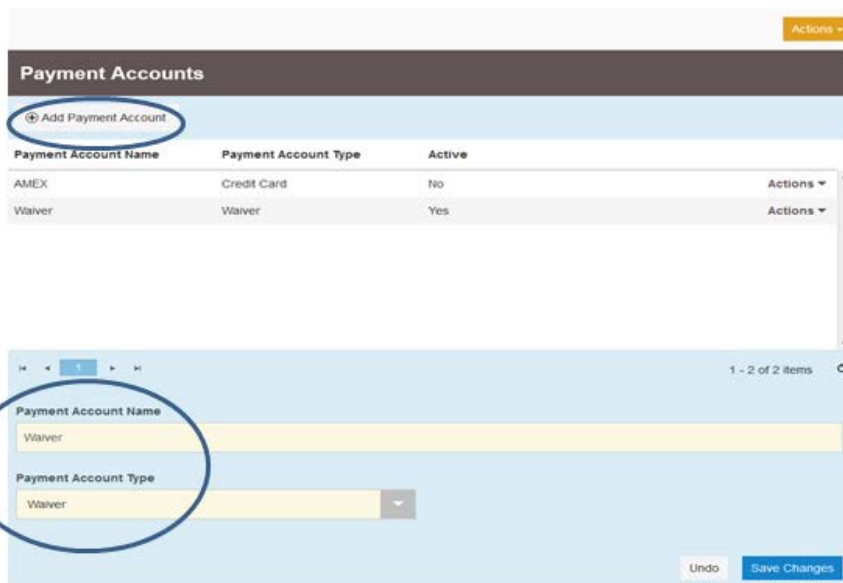 Actions
Payment Accounts
Add Payment Account
Payment Account Name Payment Account Type Active
AMEX Credit Card No Actions
Waiver Waiver Yes Actions
1 1 - 2 of 2 items
Payment Account Name
Waiver
Payment Account Type
Waiver
Undo Save Changes